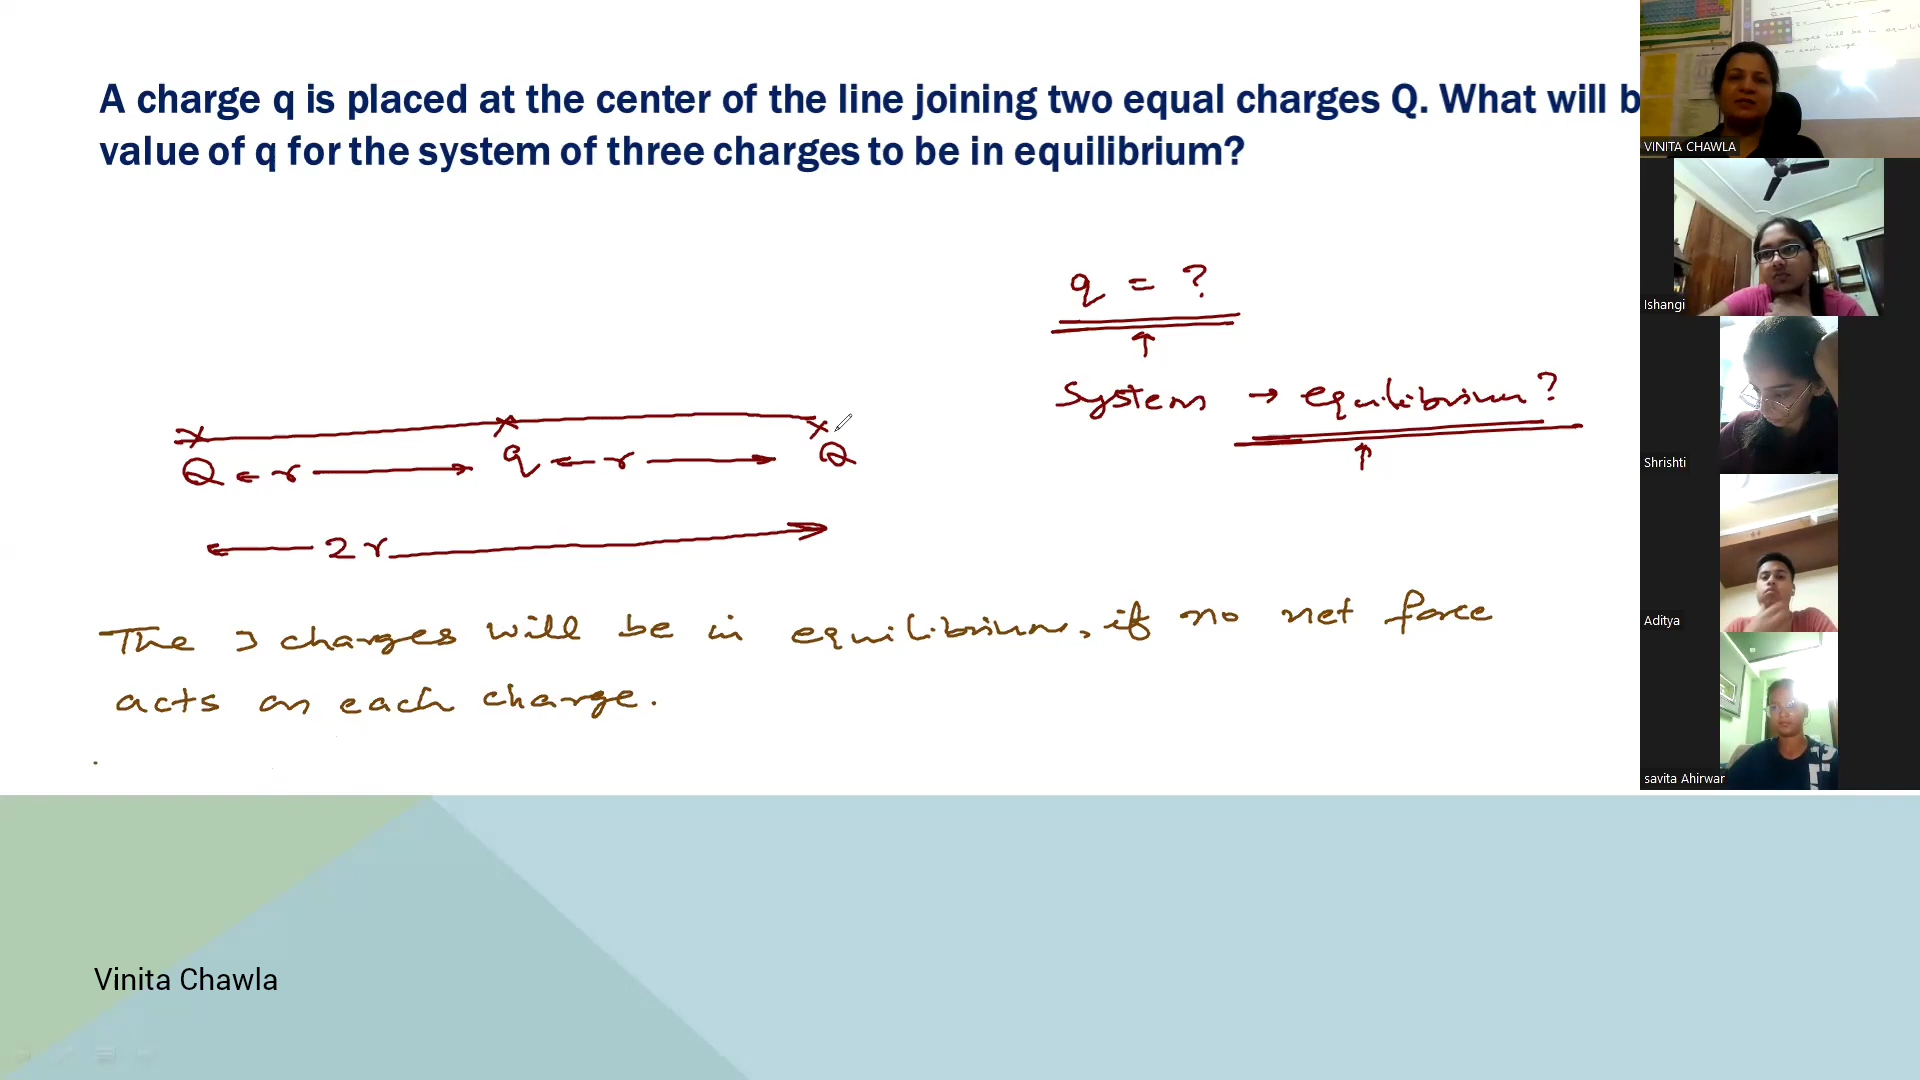 A charge q is placed at the center of the line joining two equal charges Q. What will b
value of q for the system of three charges to be in equilibrium?
q = ?
↑
System → equilibrium?
↑
Q ← r → q ← r → Q
← 2r →
The 3 charges will be in equilibrium, if no net force
acts on each charge.
Vinita Chawla
VINITA CHAWLA
Ishangi
Shrishti
Aditya
savita Ahirwar